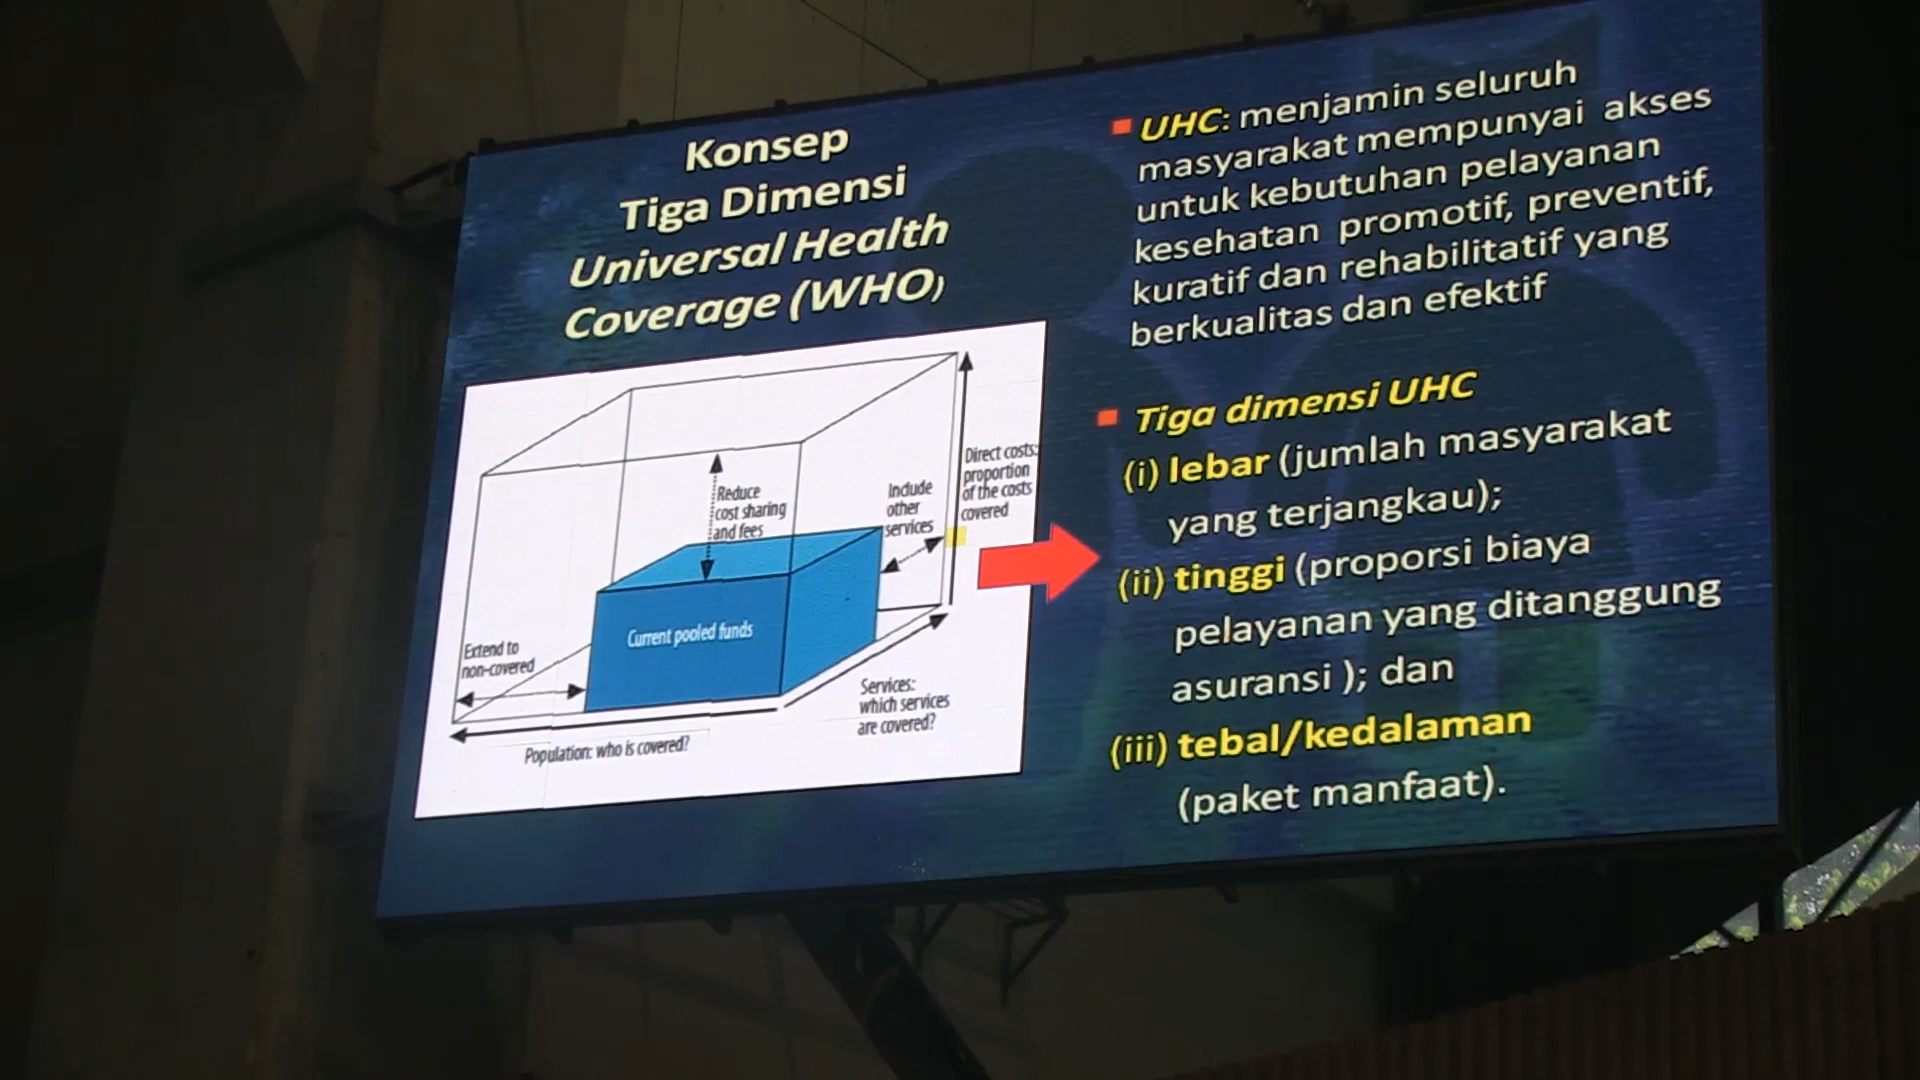 Konsep
Tiga Dimensi
Universal Health
Coverage (WHO)
Reduce
cost sharing
and fees
Include
other
services
Direct costs:
proportion
of the costs
covered
Extend to
non-covered
Current pooled funds
Services:
which services
are covered?
Population: who is covered?
UHC: menjamin seluruh
masyarakat mempunyai akses
untuk kebutuhan pelayanan
kesehatan promotif, preventif,
kuratif dan rehabilitatif yang
berkualitas dan efektif
Tiga dimensi UHC
(i) lebar (jumlah masyarakat
yang terjangkau);
(ii) tinggi (proporsi biaya
pelayanan yang ditanggung
asuransi ); dan
(iii) tebal/kedalaman
(paket manfaat).